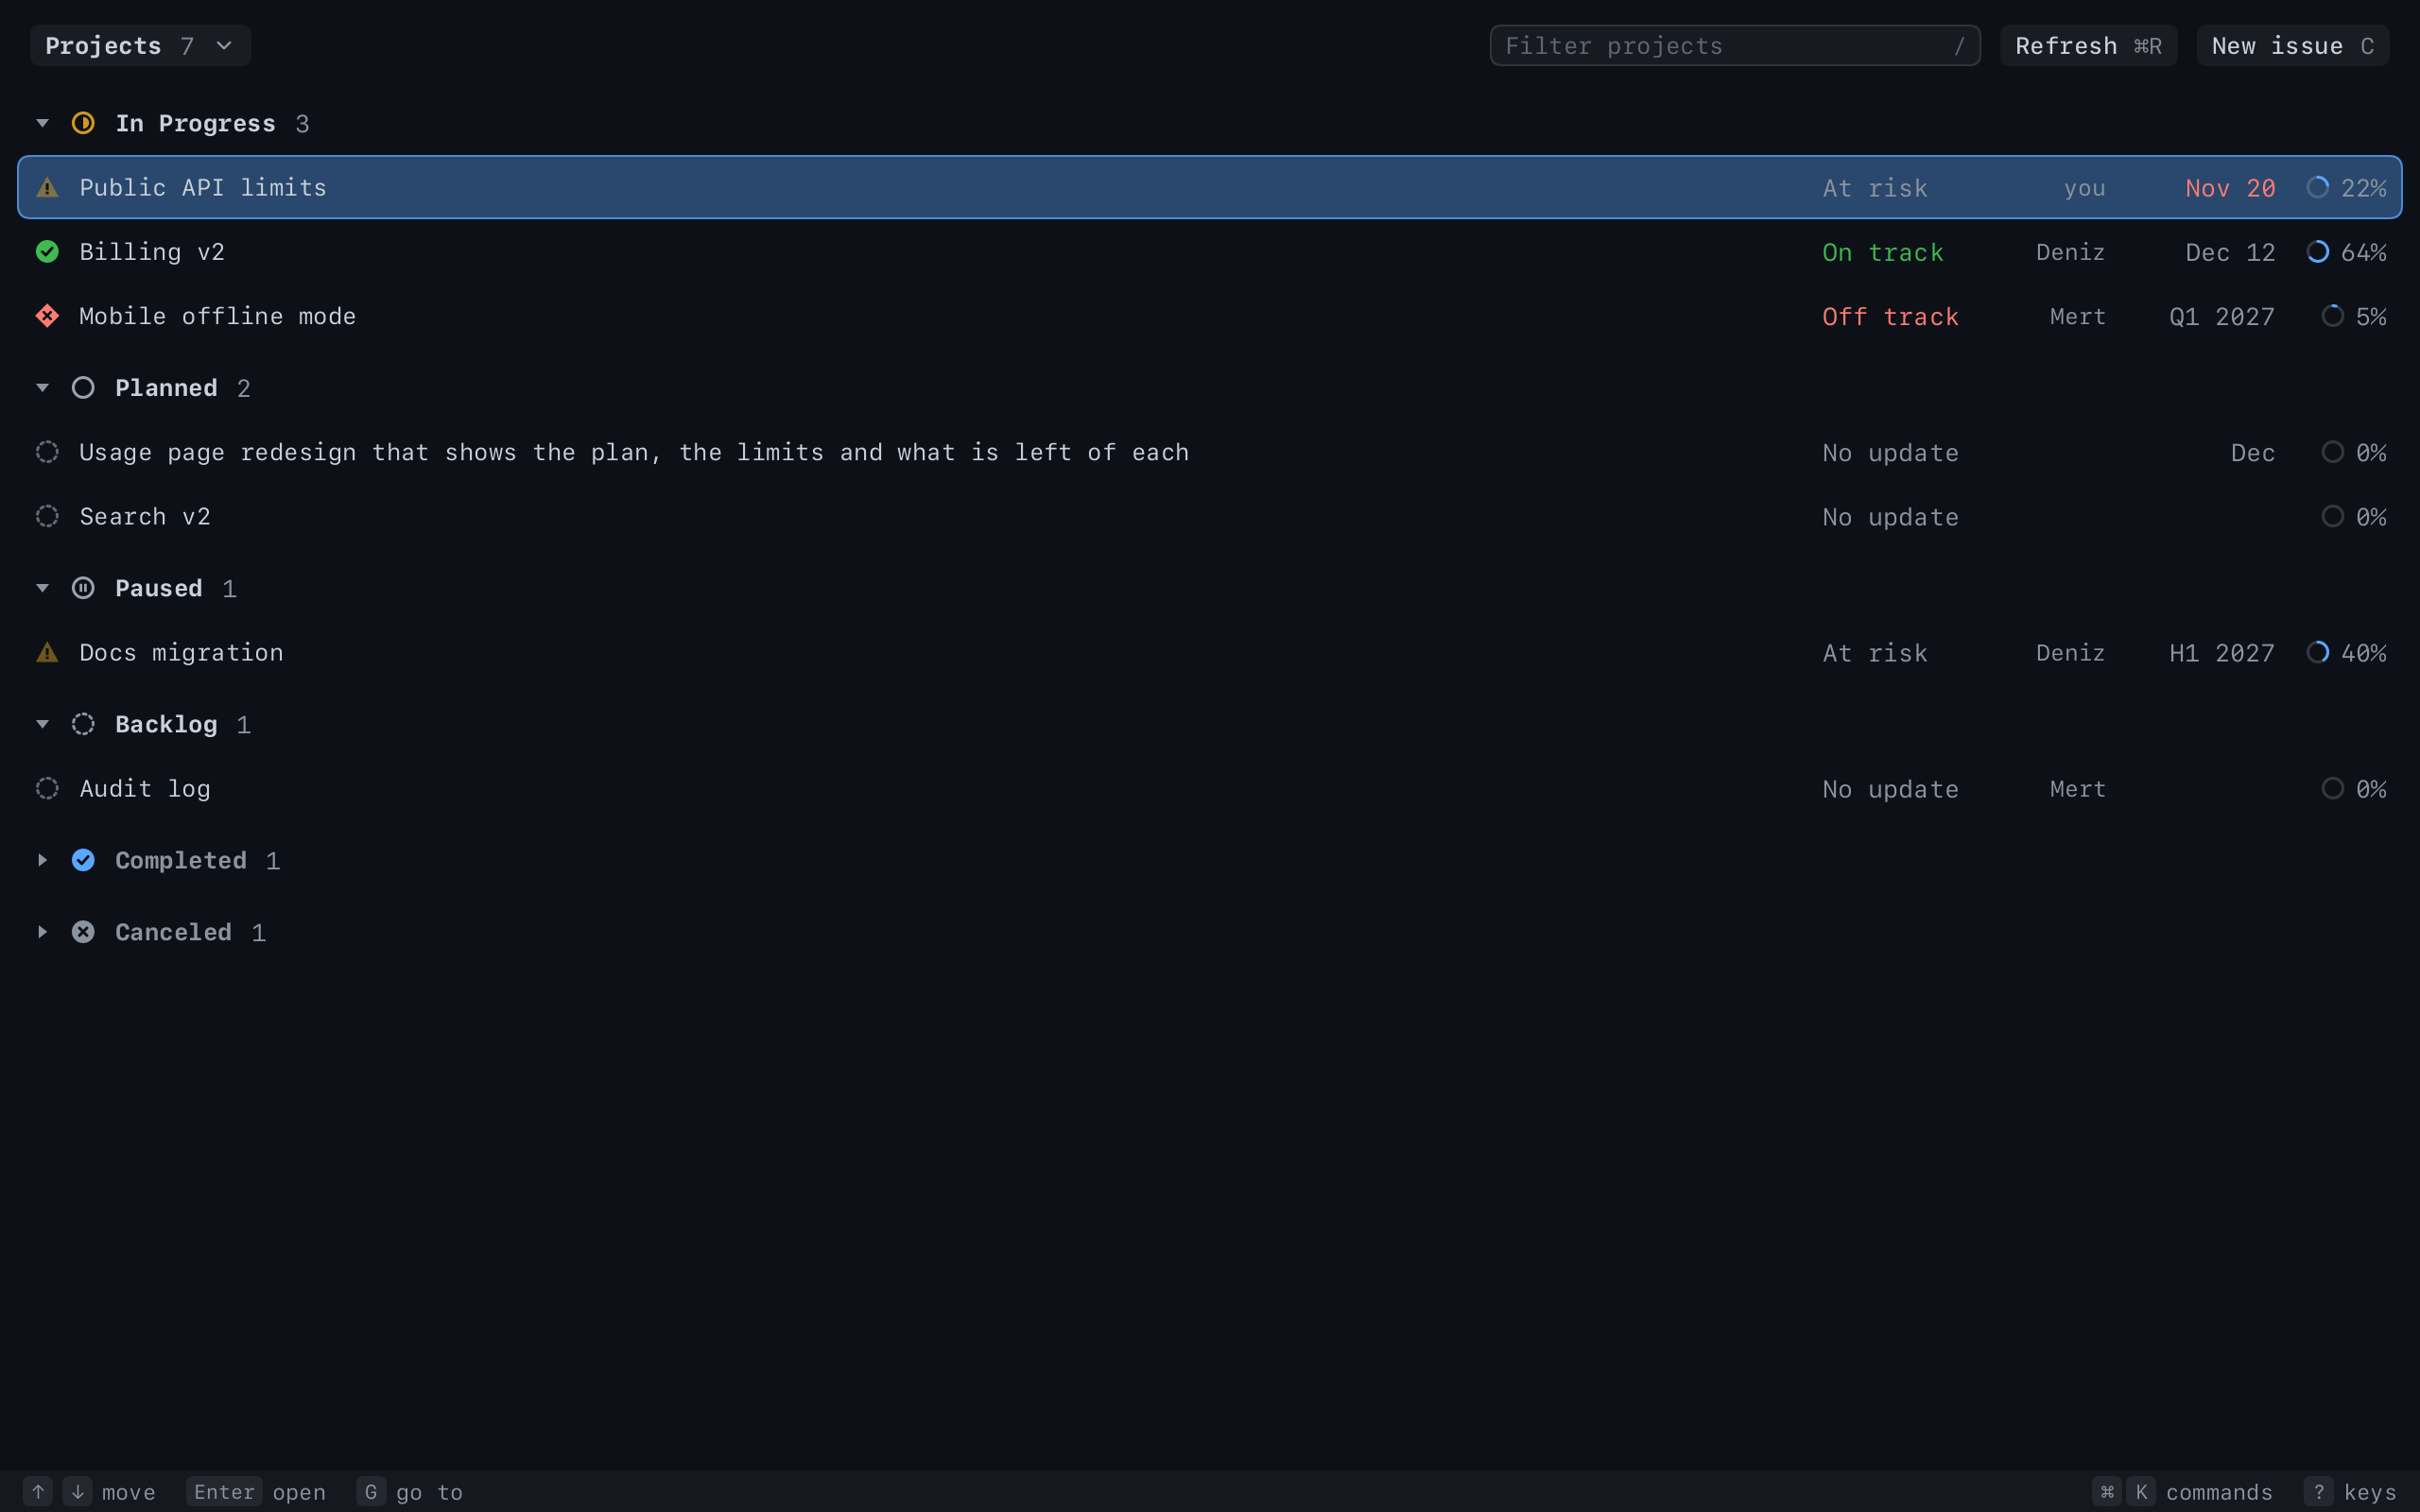 Projects 7 Filter projects / Refresh ⌘R New issue C
In Progress 3
Public API limits At risk you Nov 20 22%
Billing v2 On track Deniz Dec 12 64%
Mobile offline mode Off track Mert Q1 2027 5%
Planned 2
Usage page redesign that shows the plan, the limits and what is left of each No update Dec 0%
Search v2 No update 0%
Paused 1
Docs migration At risk Deniz H1 2027 40%
Backlog 1
Audit log No update Mert 0%
Completed 1
Canceled 1
↑ ↓ move Enter open G go to ⌘ K commands ? keys